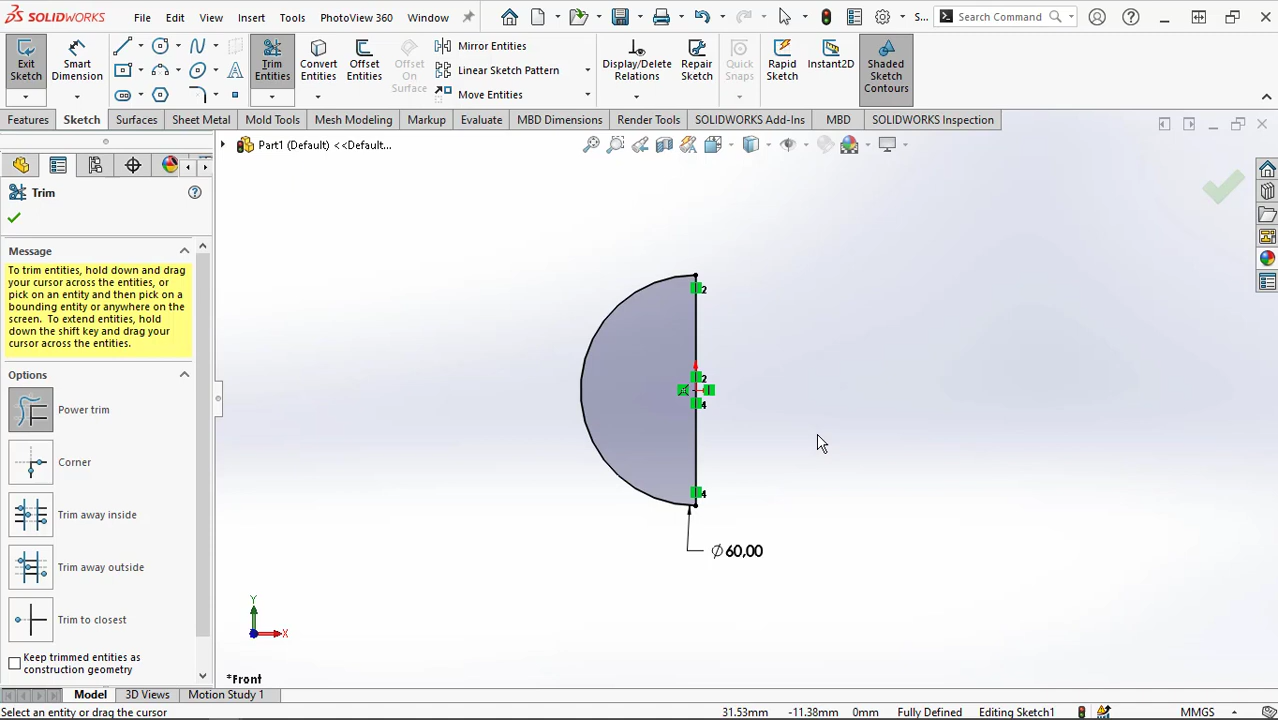 SOLIDWORKS File Edit View Insert Tools PhotoView 360 Window S... Search Command
Exit Sketch Smart Dimension Trim Entities Convert Entities Offset Entities Offset On Surface Mirror Entities Linear Sketch Pattern Move Entities Display/Delete Relations Repair Sketch Quick Snaps Rapid Sketch Instant2D Shaded Sketch Contours
Features Sketch Surfaces Sheet Metal Mold Tools Mesh Modeling Markup Evaluate MBD Dimensions Render Tools SOLIDWORKS Add-Ins MBD SOLIDWORKS Inspection
Part1 (Default) <<Default...
Trim
Message
To trim entities, hold down and drag
your cursor across the entities, or
pick on an entity and then pick on a
bounding entity or anywhere on the
screen. To extend entities, hold
down the shift key and drag your
cursor across the entities.
Options
Power trim
Corner
Trim away inside
Trim away outside
Trim to closest
Keep trimmed entities as
construction geometry
2
2
4
4
∅60,00
Y
X
*Front
Model 3D Views Motion Study 1
Select an entity or drag the cursor 31.53mm -11.38mm 0mm Fully Defined Editing Sketch1 MMGS